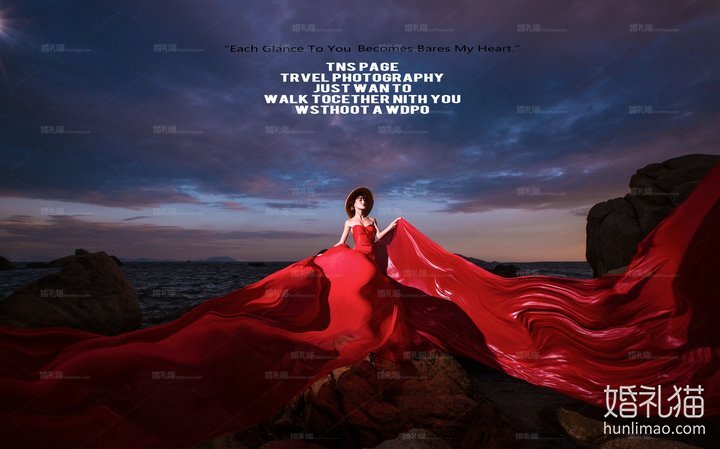 "Each Glance To You Becomes Bares My Heart."
TNS PAGE
TRVEL PHOTOGRAPHY
JUST WAN TO
WALK TOCETHER NITH YOU
WSTHOOT A WDPO
婚礼猫
hunlimao.com